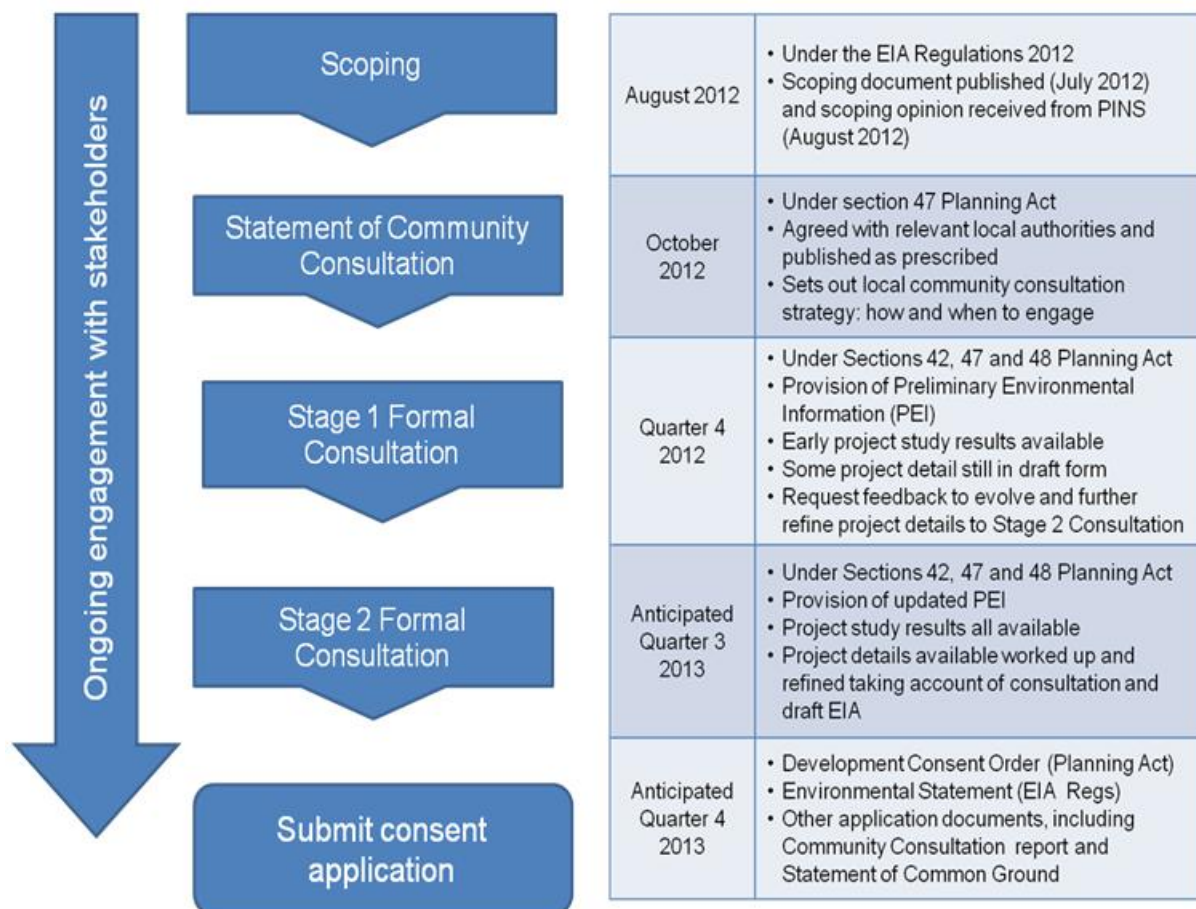 Ongoing engagement with stakeholders
Scoping
August 2012
• Under the EIA Regulations 2012
• Scoping document published (July 2012)
and scoping opinion received from PINS
(August 2012)
Statement of Community
Consultation
October
2012
• Under section 47 Planning Act
• Agreed with relevant local authorities and
published as prescribed
• Sets out local community consultation
strategy: how and when to engage
Stage 1 Formal
Consultation
Quarter 4
2012
• Under Sections 42, 47 and 48 Planning Act
• Provision of Preliminary Environmental
Information (PEI)
• Early project study results available
• Some project detail still in draft form
• Request feedback to evolve and further
refine project details to Stage 2 Consultation
Stage 2 Formal
Consultation
Anticipated
Quarter 3
2013
• Under Sections 42, 47 and 48 Planning Act
• Provision of updated PEI
• Project study results all available
• Project details available worked up and
refined taking account of consultation and
draft EIA
Submit consent
application
Anticipated
Quarter 4
2013
• Development Consent Order (Planning Act)
• Environmental Statement (EIA Regs)
• Other application documents, including
Community Consultation report and
Statement of Common Ground